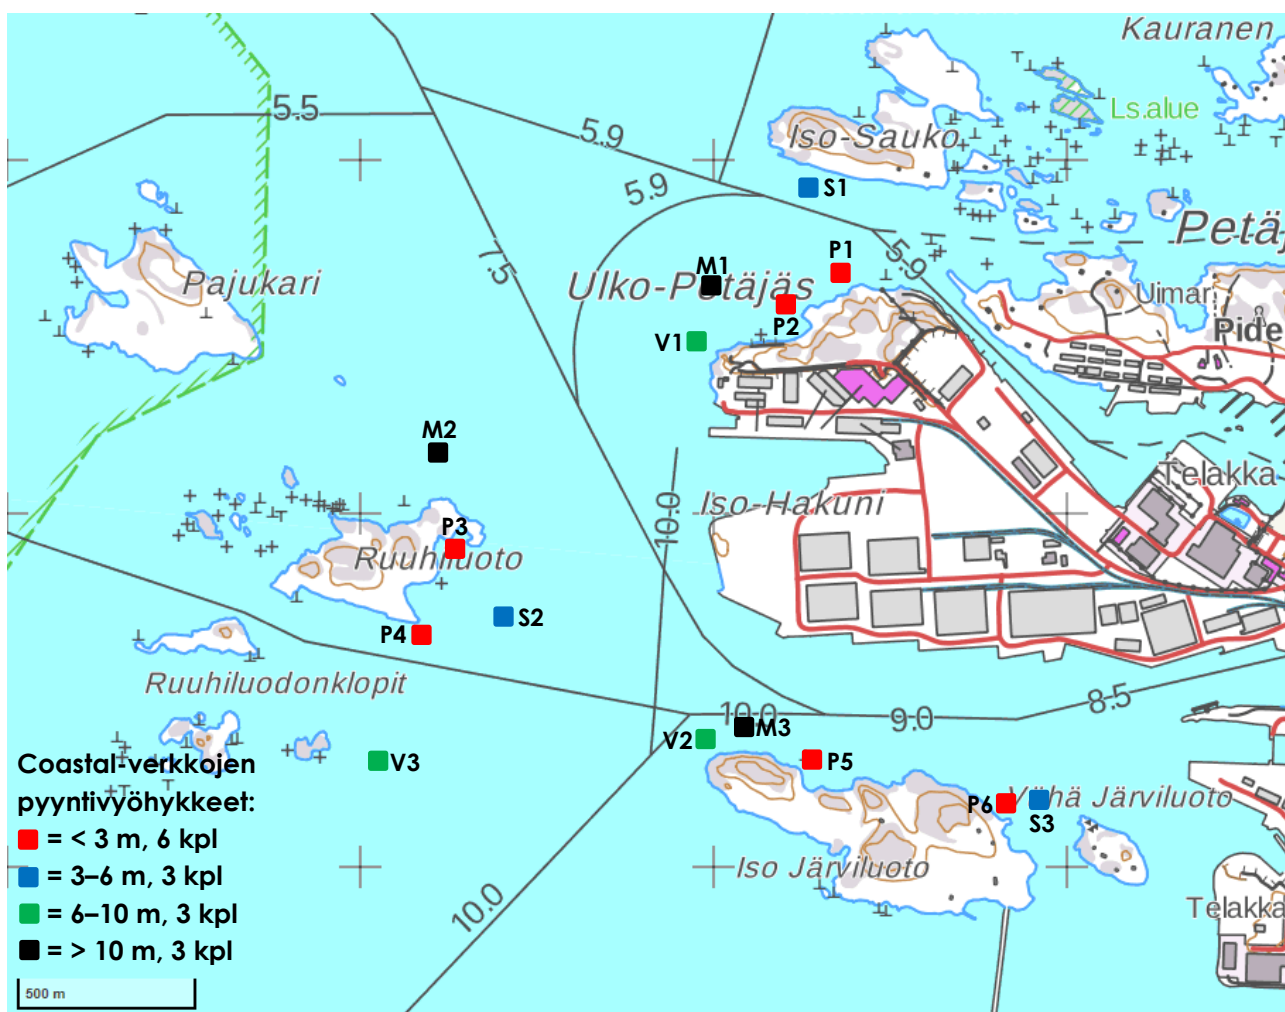 Kauranen
5.5
5.9
Iso-Sauko
Ls.alue
5.9
S1
Petäj
P1
5.9
7.5
M1
Pajukari
Ulko-Petäjäs
Uimar
P2
Pide
V1
M2
Telakka
Iso-Hakuni
10.0
P3
Ruuhiluoto
S2
P4
Ruuhiluodonklopit
8.5
10.0
9.0
M3
V2
V3
P5
Coastal-verkkojen
pyyntivyöhykkeet:
= < 3 m, 6 kpl
= 3–6 m, 3 kpl
= 6–10 m, 3 kpl
= > 10 m, 3 kpl
P6
Vähä Järviluoto
S3
Iso Järviluoto
10.0
Telakka
500 m